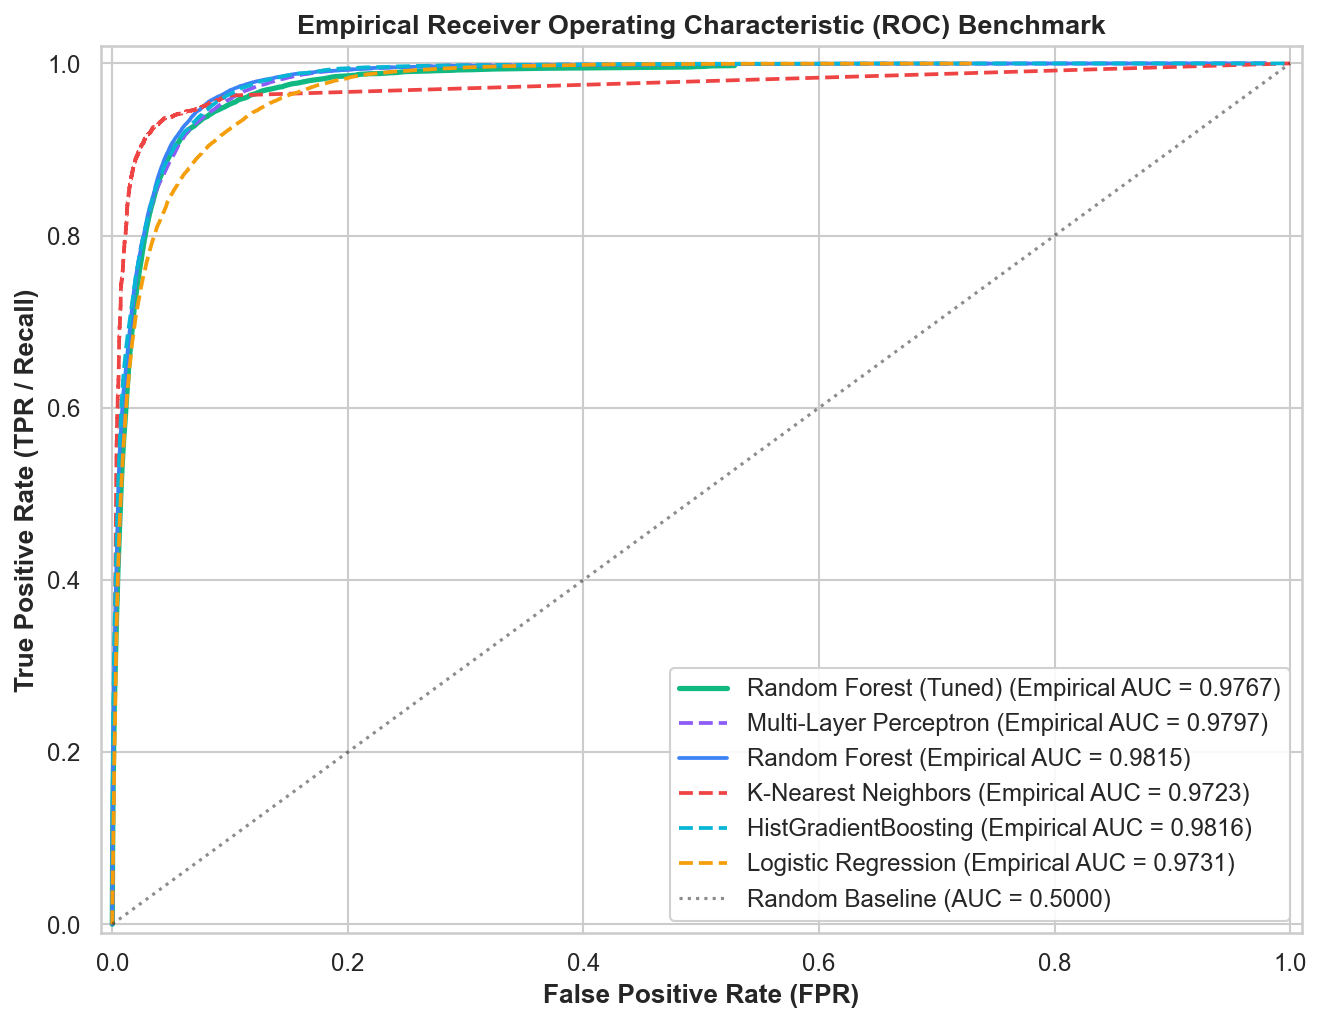 Empirical Receiver Operating Characteristic (ROC) Benchmark
True Positive Rate (TPR / Recall)
1.0
0.8
0.6
0.4
0.2
0.0
Random Forest (Tuned) (Empirical AUC = 0.9767)
Multi-Layer Perceptron (Empirical AUC = 0.9797)
Random Forest (Empirical AUC = 0.9815)
K-Nearest Neighbors (Empirical AUC = 0.9723)
HistGradientBoosting (Empirical AUC = 0.9816)
Logistic Regression (Empirical AUC = 0.9731)
Random Baseline (AUC = 0.5000)
0.0 0.2 0.4 0.6 0.8 1.0
False Positive Rate (FPR)